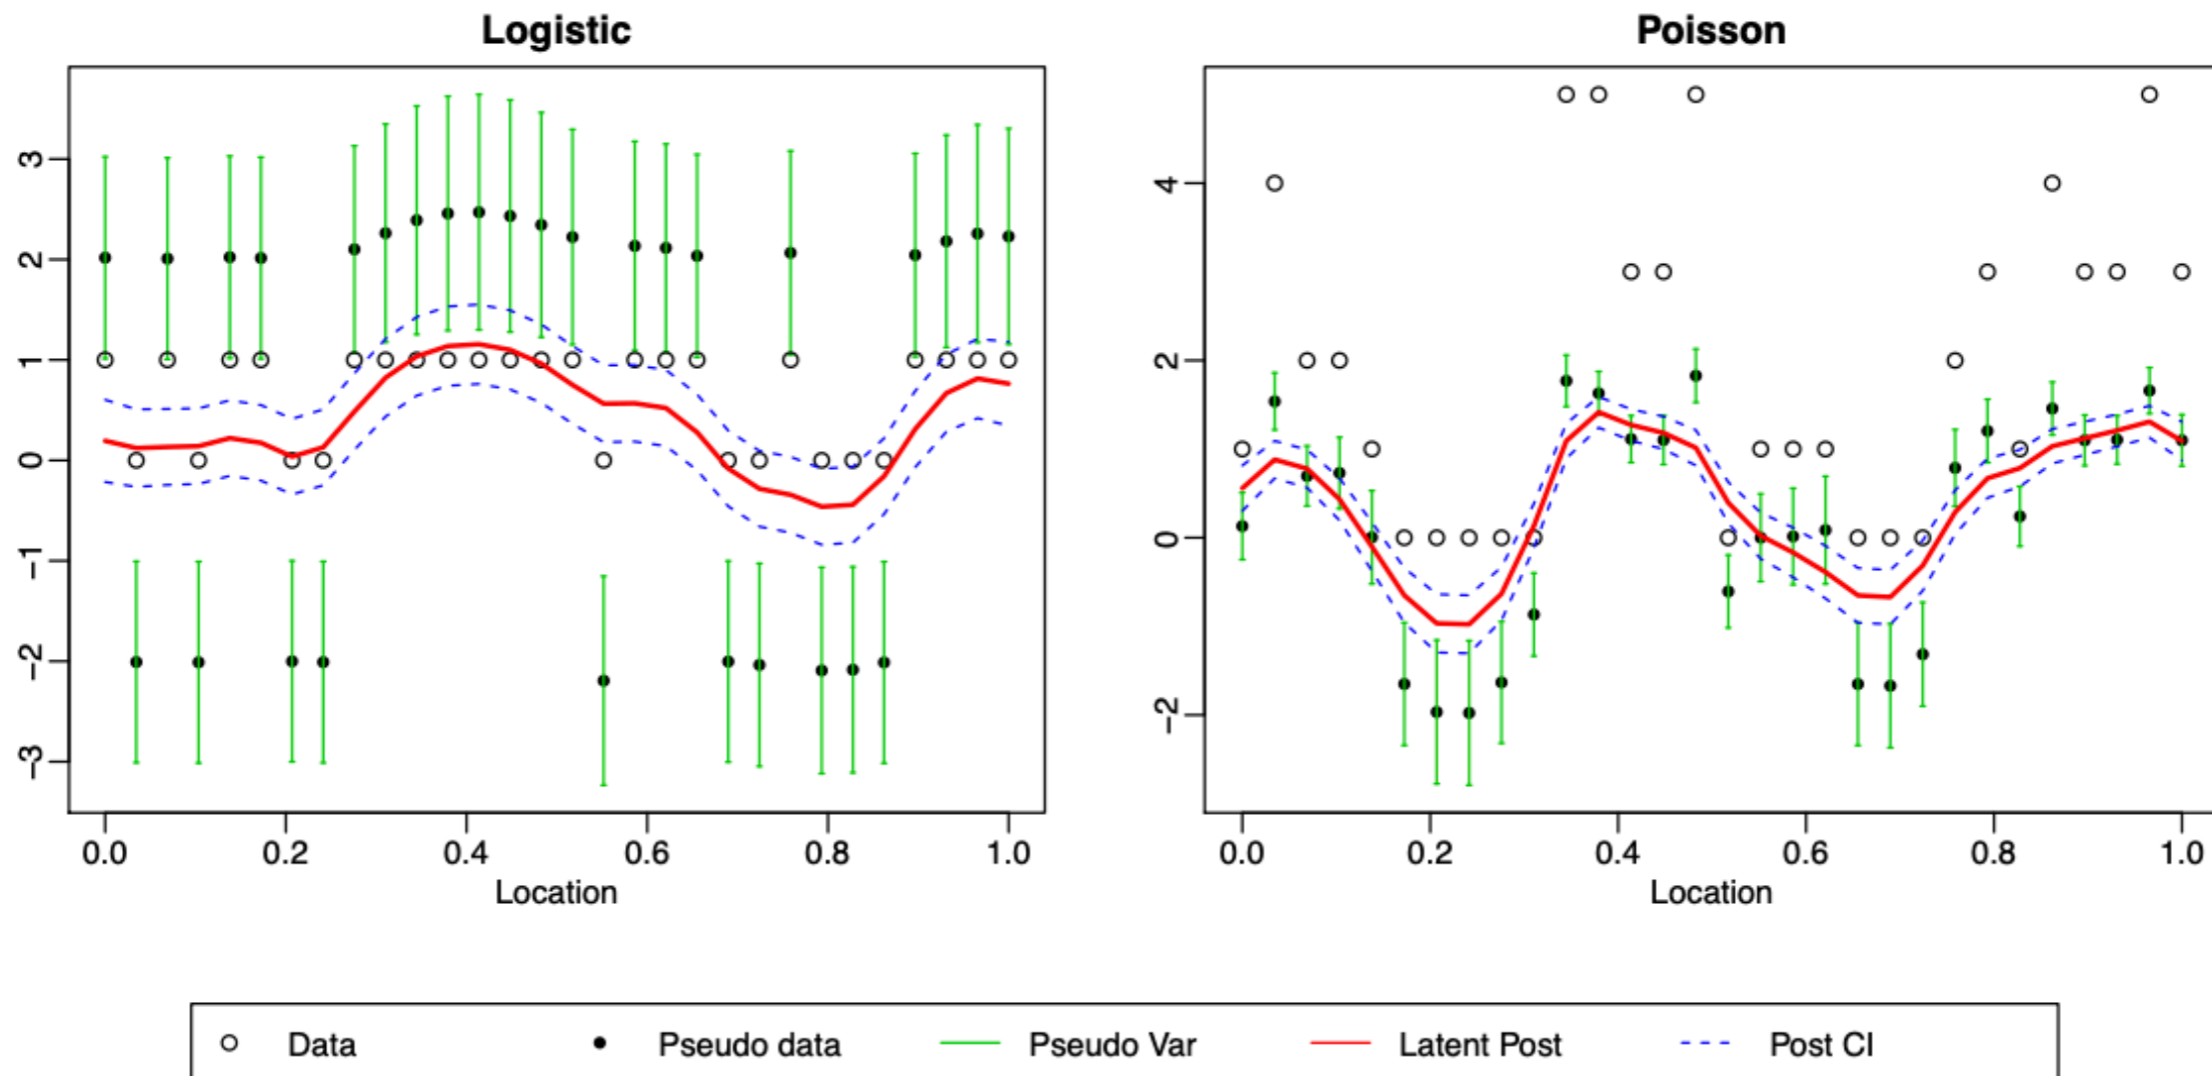 Logistic
3
2
1
0
−1
−2
−3
0.0 0.2 0.4 0.6 0.8 1.0
Location
Poisson
4
2
0
−2
0.0 0.2 0.4 0.6 0.8 1.0
Location
Data Pseudo data Pseudo Var Latent Post Post CI